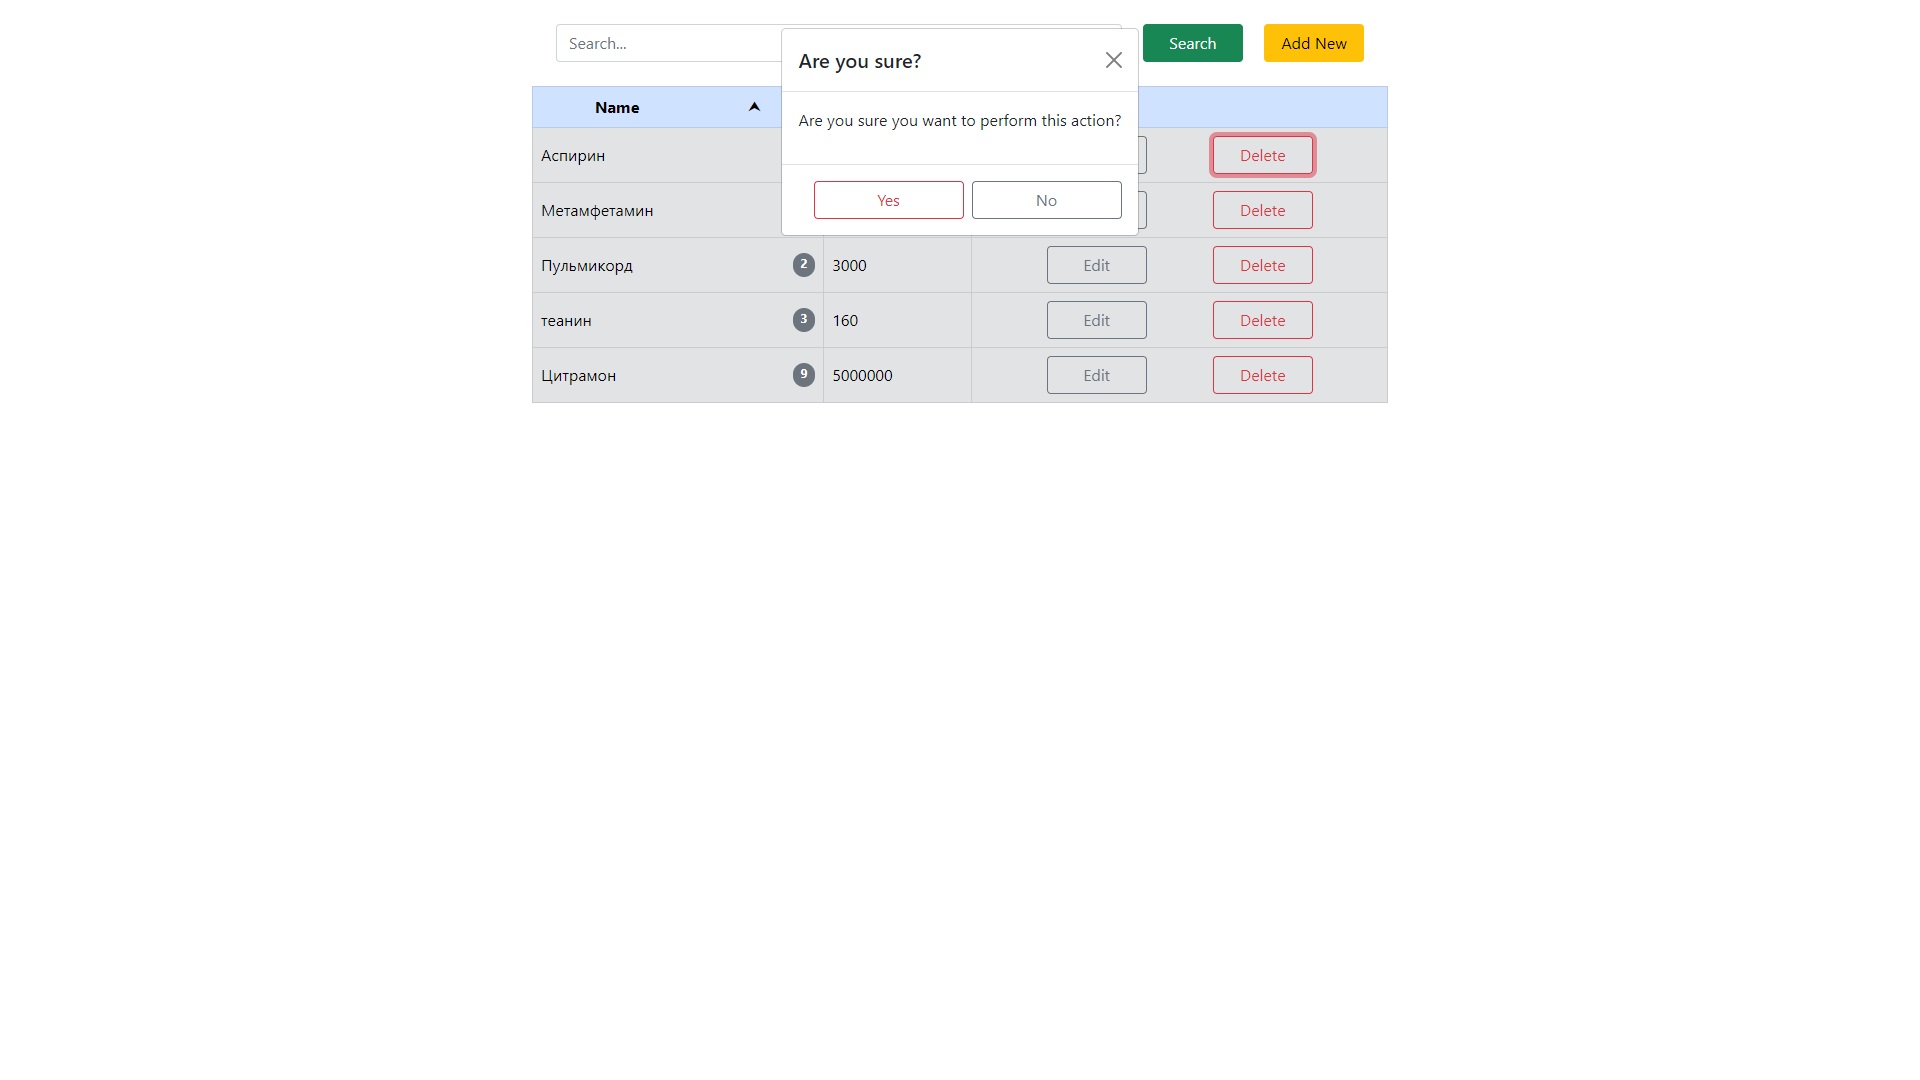 Search...
Search
Add New
Are you sure?
Are you sure you want to perform this action?
Yes
No
Name
Аспирин
Delete
Метамфетамин
Delete
Пульмикорд 2 3000 Edit Delete
теанин 3 160 Edit Delete
Цитрамон 9 5000000 Edit Delete